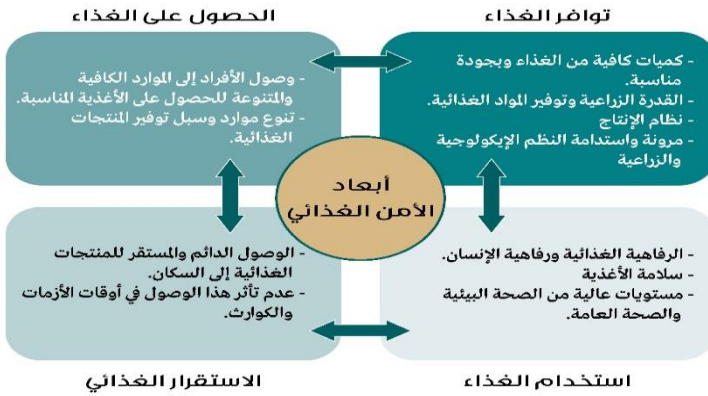 توافر الغذاء
- كميات كافية من الغذاء وبجودة
مناسبة.
- القدرة الزراعية وتوفير المواد الغذائية.
- نظام الإنتاج
- مرونة واستدامة النظم الإيكولوجية
والزراعية
الحصول على الغذاء
- وصول الأفراد إلى الموارد الكافية
والمتنوعة للحصول على الأغذية المناسبة.
- تنوع موارد وسبل توفير المنتجات
الغذائية.
أبعاد
الأمن الغذائي
- الرفاهية الغذائية ورفاهية الإنسان.
- سلامة الأغذية
- مستويات عالية من الصحة البيئية
والصحة العامة.
استخدام الغذاء
- الوصول الدائم والمستقر للمنتجات
الغذائية إلى السكان.
- عدم تأثر هذا الوصول في أوقات الأزمات
والكوارث.
الاستقرار الغذائي